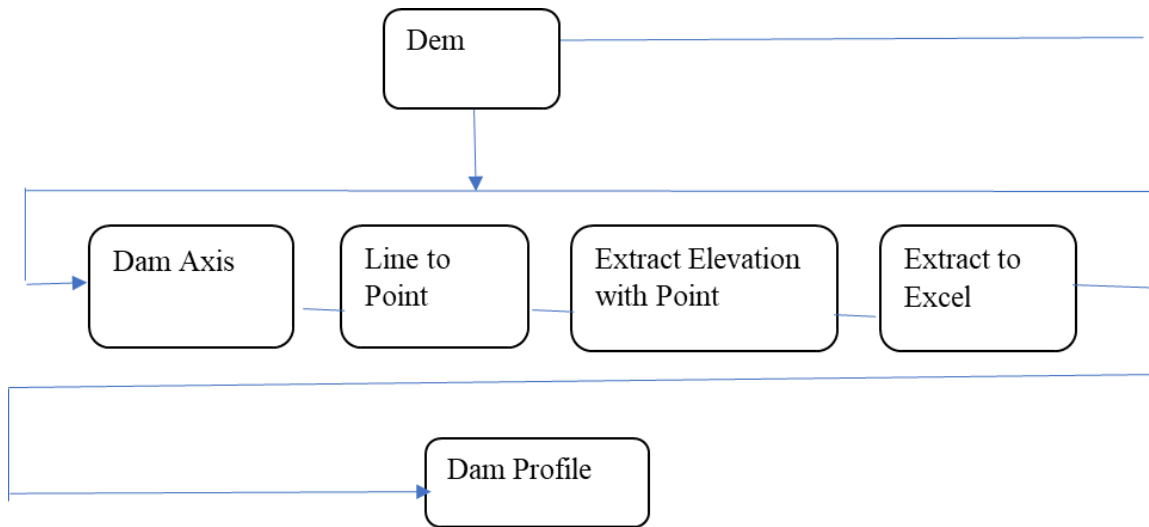 Dem
Dam Axis
Line to
Point
Extract Elevation
with Point
Extract to
Excel
Dam Profile